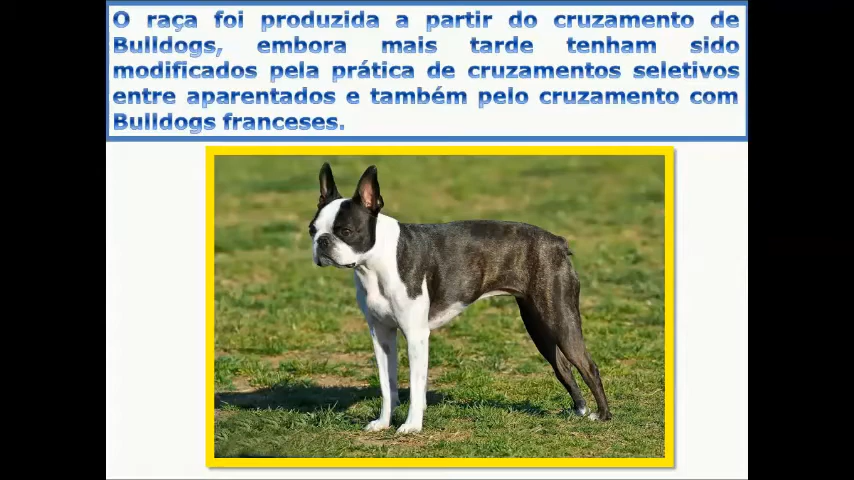 O raça foi produzida a partir do cruzamento de
Bulldogs, embora mais tarde tenham sido
modificados pela prática de cruzamentos seletivos
entre aparentados e também pelo cruzamento com
Bulldogs franceses.